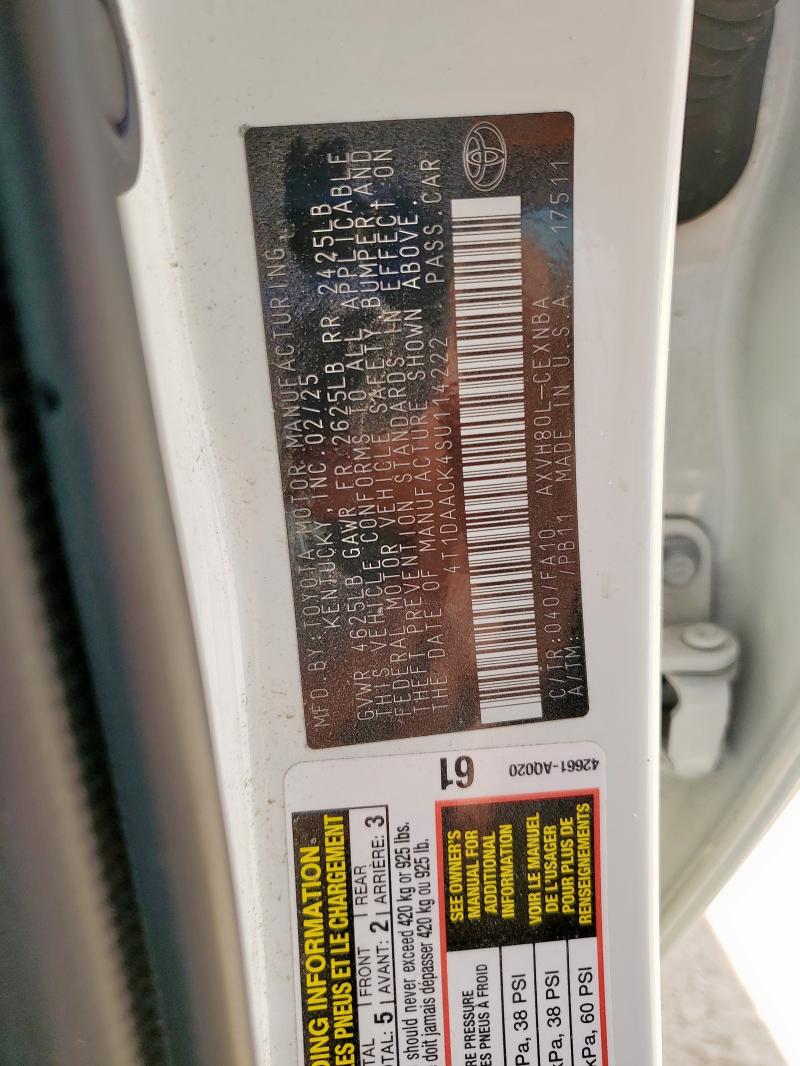 MFD.BY:TOYOTA MOTOR MANUFACTURING,
KENTUCKY, INC. 02/25
GVWR 4625LB GAWR FR 2625LB RR 2425LB
THIS VEHICLE CONFORMS TO ALL APPLICABLE
FEDERAL MOTOR VEHICLE SAFETY, BUMPER, AND
THEFT PREVENTION STANDARDS IN EFFECT ON
THE DATE OF MANUFACTURE SHOWN ABOVE.
4T1DAACK4SU114222 PASS.CAR
C/TR:040/FA10 AXVH80L-CEXNBA
A/TM: /PB11 MADE IN U.S.A. 17511
61
42661-AQ020
DING INFORMATION
ES PNEUS ET LE CHARGEMENT
TAL 5 FRONT 2 REAR 3
OTAL: AVANT: ARRIÈRE:
should never exceed 420 kg or 925 lbs.
doit jamais dépasser 420 kg ou 925 lb.
RE PRESSURE
ES PNEUS À FROID
SEE OWNER'S
MANUAL FOR
ADDITIONAL
INFORMATION
VOIR LE MANUEL
DE L'USAGER
POUR PLUS DE
RENSEIGNEMENTS
Pa, 38 PSI
kPa, 38 PSI
kPa, 60 PSI